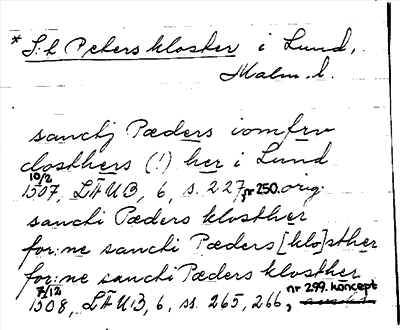 * S:t Peters kloster i Lund,
Malm. l.
sanctj Pæders iomfrv
closthers (!) her i Lund
10/2
1507, LÄUB, 6, s. 227, nr 250. orig.
sancti Pæders klosther
for:ne sancti Pæders [klo]sther
for:ne sancti Pæders klosther
7/12
1508, LÄUB, 6, ss. 265, 266, nr 299. koncept